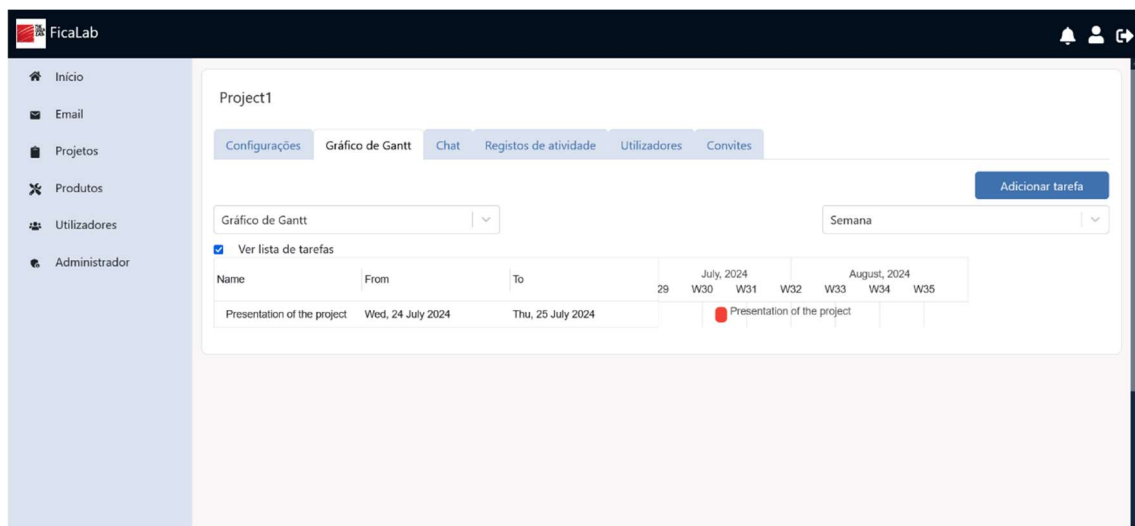 FicaLab
Início
Email
Projetos
Produtos
Utilizadores
Administrador
Project1
Configurações Gráfico de Gantt Chat Registos de atividade Utilizadores Convites
Adicionar tarefa
Gráfico de Gantt Semana
Ver lista de tarefas
Name From To July, 2024 August, 2024
29 W30 W31 W32 W33 W34 W35
Presentation of the project Wed, 24 July 2024 Thu, 25 July 2024 Presentation of the project